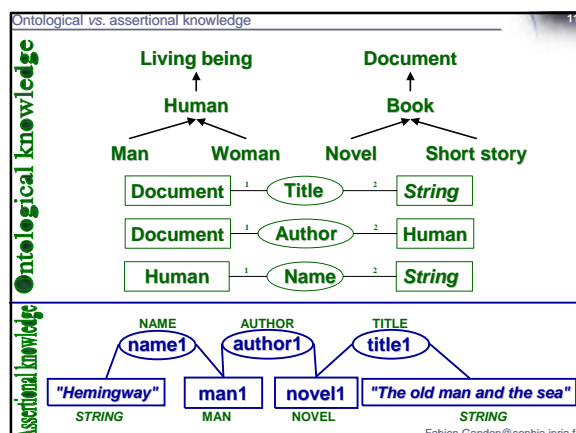 Ontological vs. assertional knowledge
11
Ontological knowledge
Living being Document
Human Book
Man Woman Novel Short story
Document 1 Title 2 String
Document 1 Author 2 Human
Human 1 Name 2 String
Assertional knowledge
NAME AUTHOR TITLE
name1 author1 title1
"Hemingway" man1 novel1 "The old man and the sea"
STRING MAN NOVEL STRING